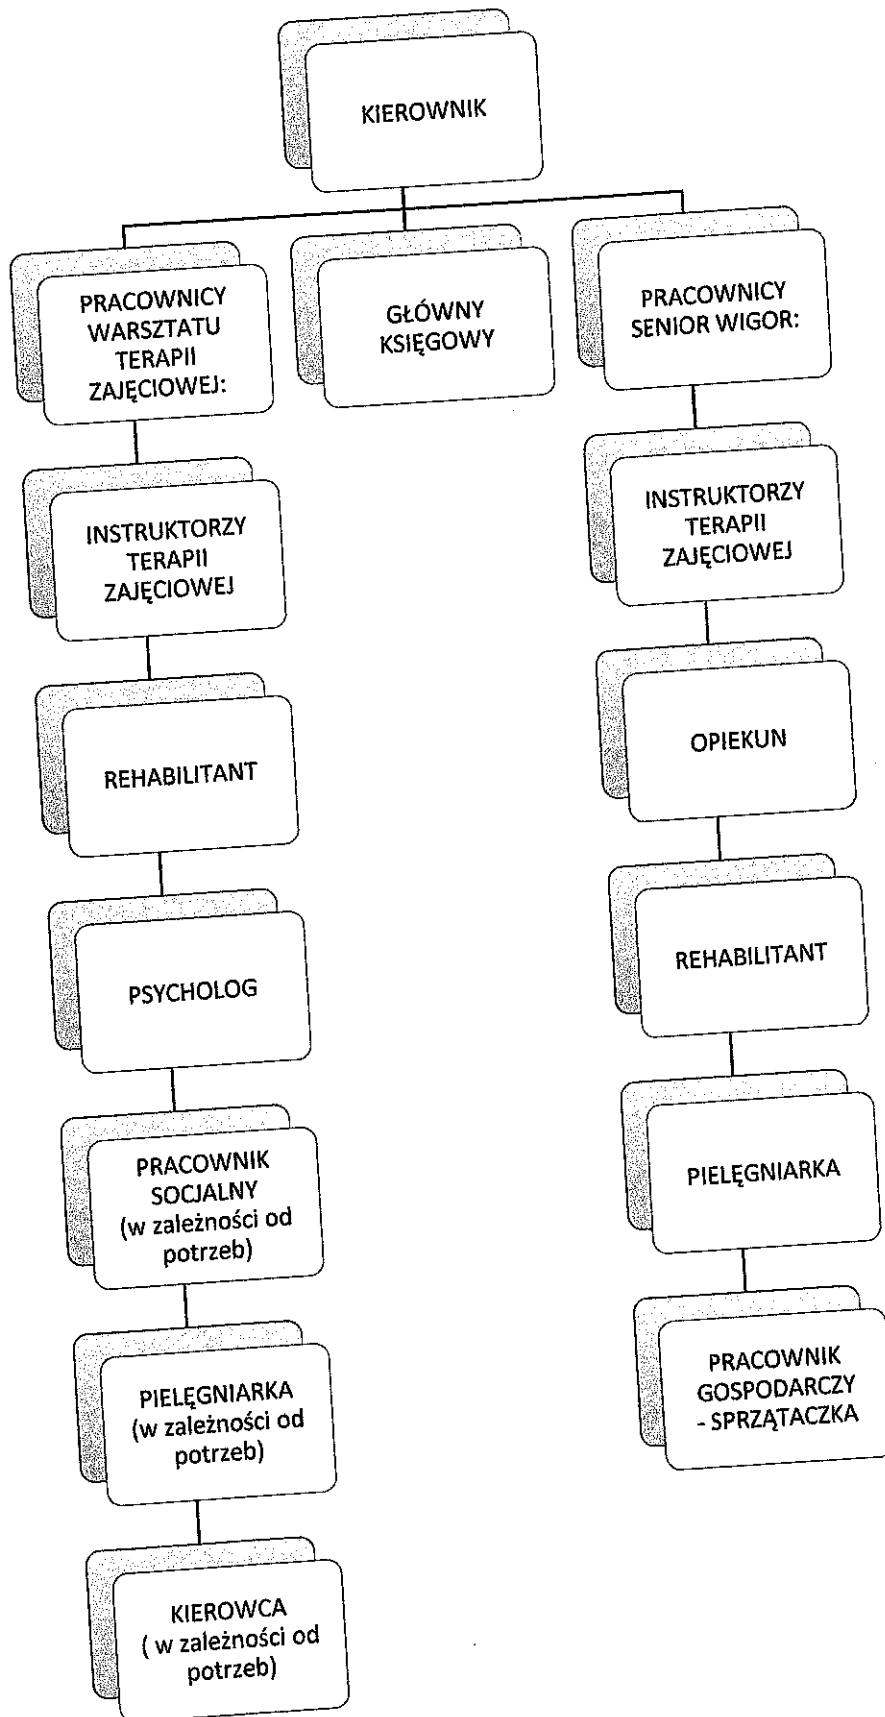 KIEROWNIK
PRACOWNICY
WARSZTATU
TERAPII
ZAJĘCIOWEJ:
GŁÓWNY
KSIĘGOWY
PRACOWNICY
SENIOR WIGOR:
INSTRUKTORZY
TERAPII
ZAJĘCIOWEJ
REHABILITANT
PSYCHOLOG
PRACOWNIK
SOCJALNY
(w zależności od
potrzeb)
PIELĘGNIARKA
(w zależności od
potrzeb)
KIEROWCA
( w zależności od
potrzeb)
INSTRUKTORZY
TERAPII
ZAJĘCIOWEJ
OPIEKUN
REHABILITANT
PIELĘGNIARKA
PRACOWNIK
GOSPODARCZY
- SPRZĄTACZKA